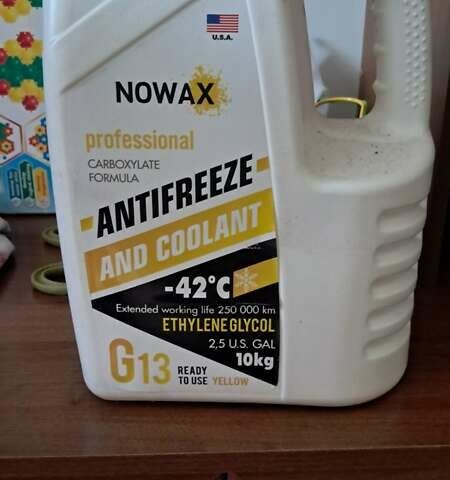 U.S.A.
NOWAX
professional
CARBOXYLATE
FORMULA
ANTIFREEZE
AND COOLANT
-42°C
Extended working life 250 000 km
ETHYLENE GLYCOL
2,5 U.S. GAL
10kg
G13 READY
TO USE YELLOW